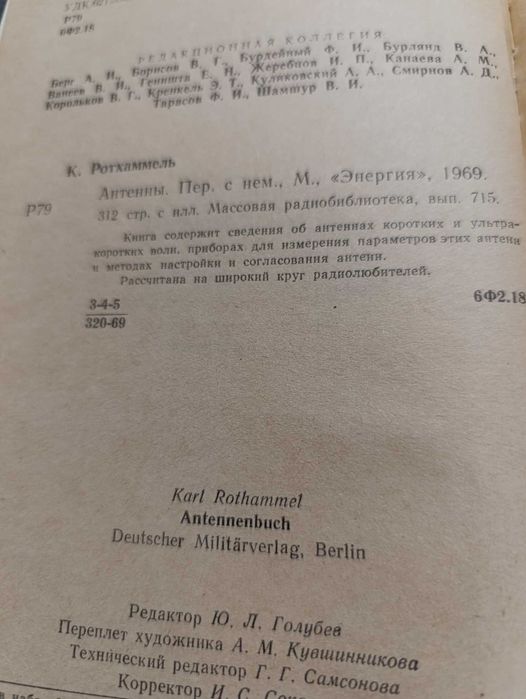 УДК 621
Р79
6Ф2.18
РЕДАКЦИОННАЯ КОЛЛЕГИЯ
Берг А. И., Борисов В. Г., Бурдейный Ф. И., Бурлянд В. А.,
Ванеев В. И., Геништа Е. Н., Жеребцов И. П., Канаева А. М.,
Корольков В. Г., Кренкель Э. Т., Куликовский А. А., Смирнов А. Д.,
Тарасов Ф. И., Шамшур В. И.
К. Ротхаммель
Р79
Антенны. Пер. с нем., М., «Энергия», 1969.
312 стр. с илл. Массовая радиобиблиотека, вып. 715.
Книга содержит сведения об антеннах коротких и ультра-
коротких волн, приборах для измерения параметров этих антенн
и методах настройки и согласования антенн.
Рассчитана на широкий круг радиолюбителей.
3-4-5
320-69
6Ф2.18
Karl Rothammel
Antennenbuch
Deutscher Militärverlag, Berlin
Редактор Ю. Л. Голубев
Переплет художника А. М. Кувшинникова
Технический редактор Г. Г. Самсонова
Корректор И. С.